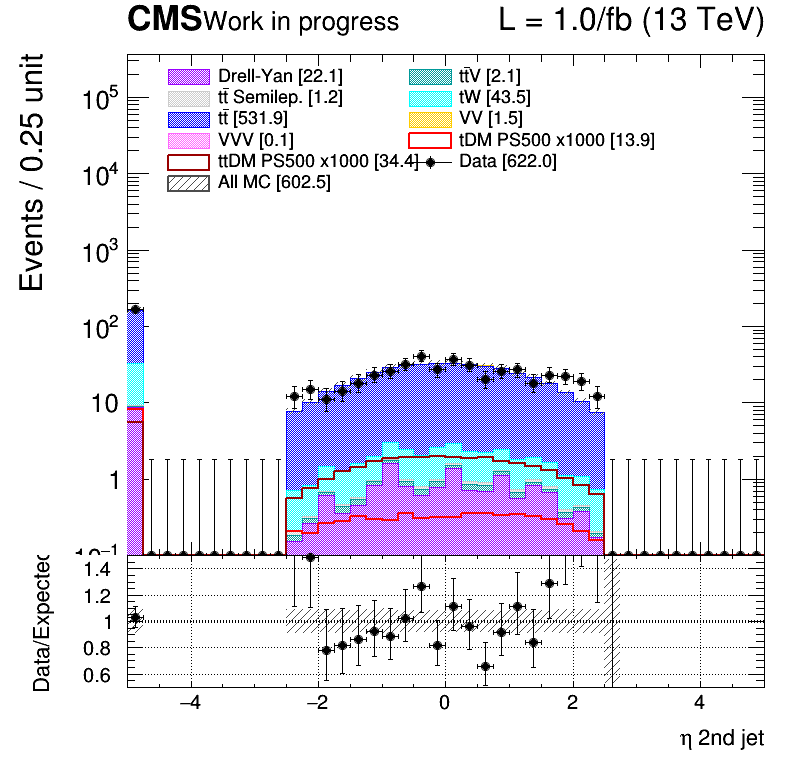 CMS Work in progress L = 1.0/fb (13 TeV)
Drell-Yan [22.1] tt̄V [2.1]
tt̄ Semilep. [1.2] tW [43.5]
tt̄ [531.9] VV [1.5]
VVV [0.1] tDM PS500 x1000 [13.9]
ttDM PS500 x1000 [34.4] Data [622.0]
All MC [602.5]
Events / 0.25 unit
10⁵
10⁴
10³
10²
10
1
10⁻¹
Data/Expected
1.4
1.2
1
0.8
0.6
−4 −2 0 2 4
η 2nd jet